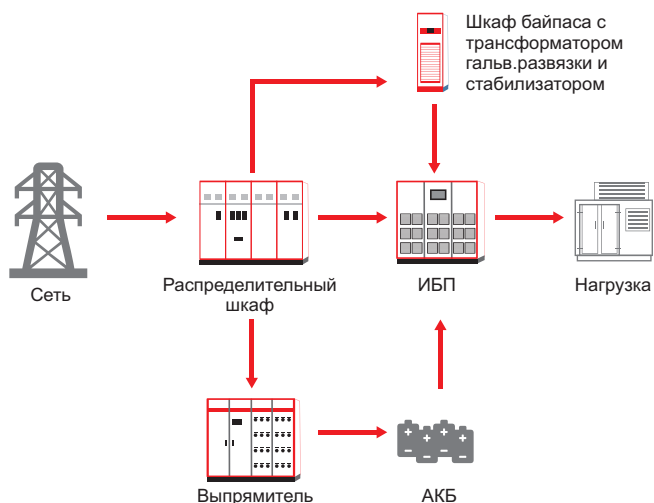 Шкаф байпаса с
трансформатором
гальв.развязки и
стабилизатором
Сеть
Распределительный
шкаф
ИБП
Нагрузка
Выпрямитель
АКБ